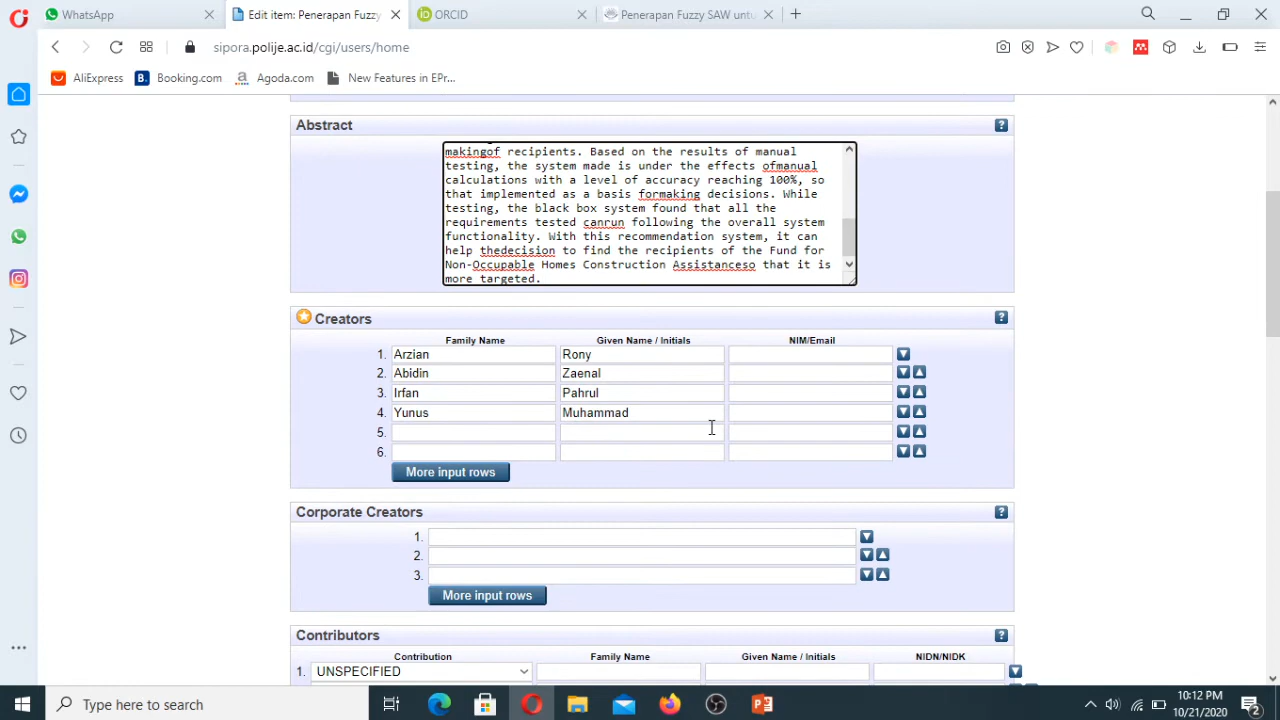 WhatsApp
Edit item: Penerapan Fuzzy
ORCID
Penerapan Fuzzy SAW untu
sipora.polije.ac.id/cgi/users/home
AliExpress
Booking.com
Agoda.com
New Features in EPr...
Abstract
makingof recipients. Based on the results of manual
testing, the system made is under the effects ofmanual
calculations with a level of accuracy reaching 100%, so
that implemented as a basis formaking decisions. While
testing, the black box system found that all the
requirements tested canrun following the overall system
functionality. With this recommendation system, it can
help thedecision to find the recipients of the Fund for
Non-Occupable Homes Construction Assistanceso that it is
more targeted.
Creators
Family Name Given Name / Initials NIM/Email
1. Arzian Rony
2. Abidin Zaenal
3. Irfan Pahrul
4. Yunus Muhammad
5.
6.
More input rows
Corporate Creators
1.
2.
3.
More input rows
Contributors
Contribution Family Name Given Name / Initials NIDN/NIDK
1. UNSPECIFIED
Type here to search
10:12 PM
10/21/2020
2